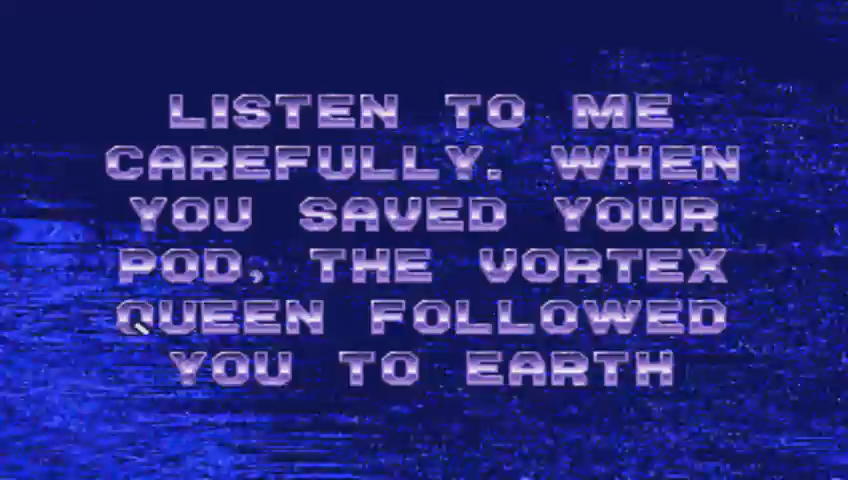 LISTEN TO ME
CAREFULLY. WHEN
YOU SAVED YOUR
POD, THE VORTEX
QUEEN FOLLOWED
YOU TO EARTH